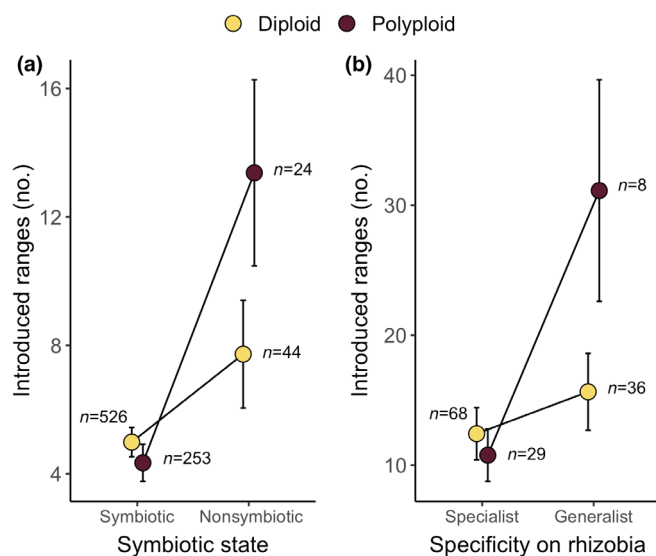 Diploid Polyploid
(a)
Introduced ranges (no.)
16
12
8
4
n=24
n=44
n=526
n=253
Symbiotic Nonsymbiotic
Symbiotic state
(b)
Introduced ranges (no.)
40
30
20
10
n=8
n=36
n=68
n=29
Specialist Generalist
Specificity on rhizobia